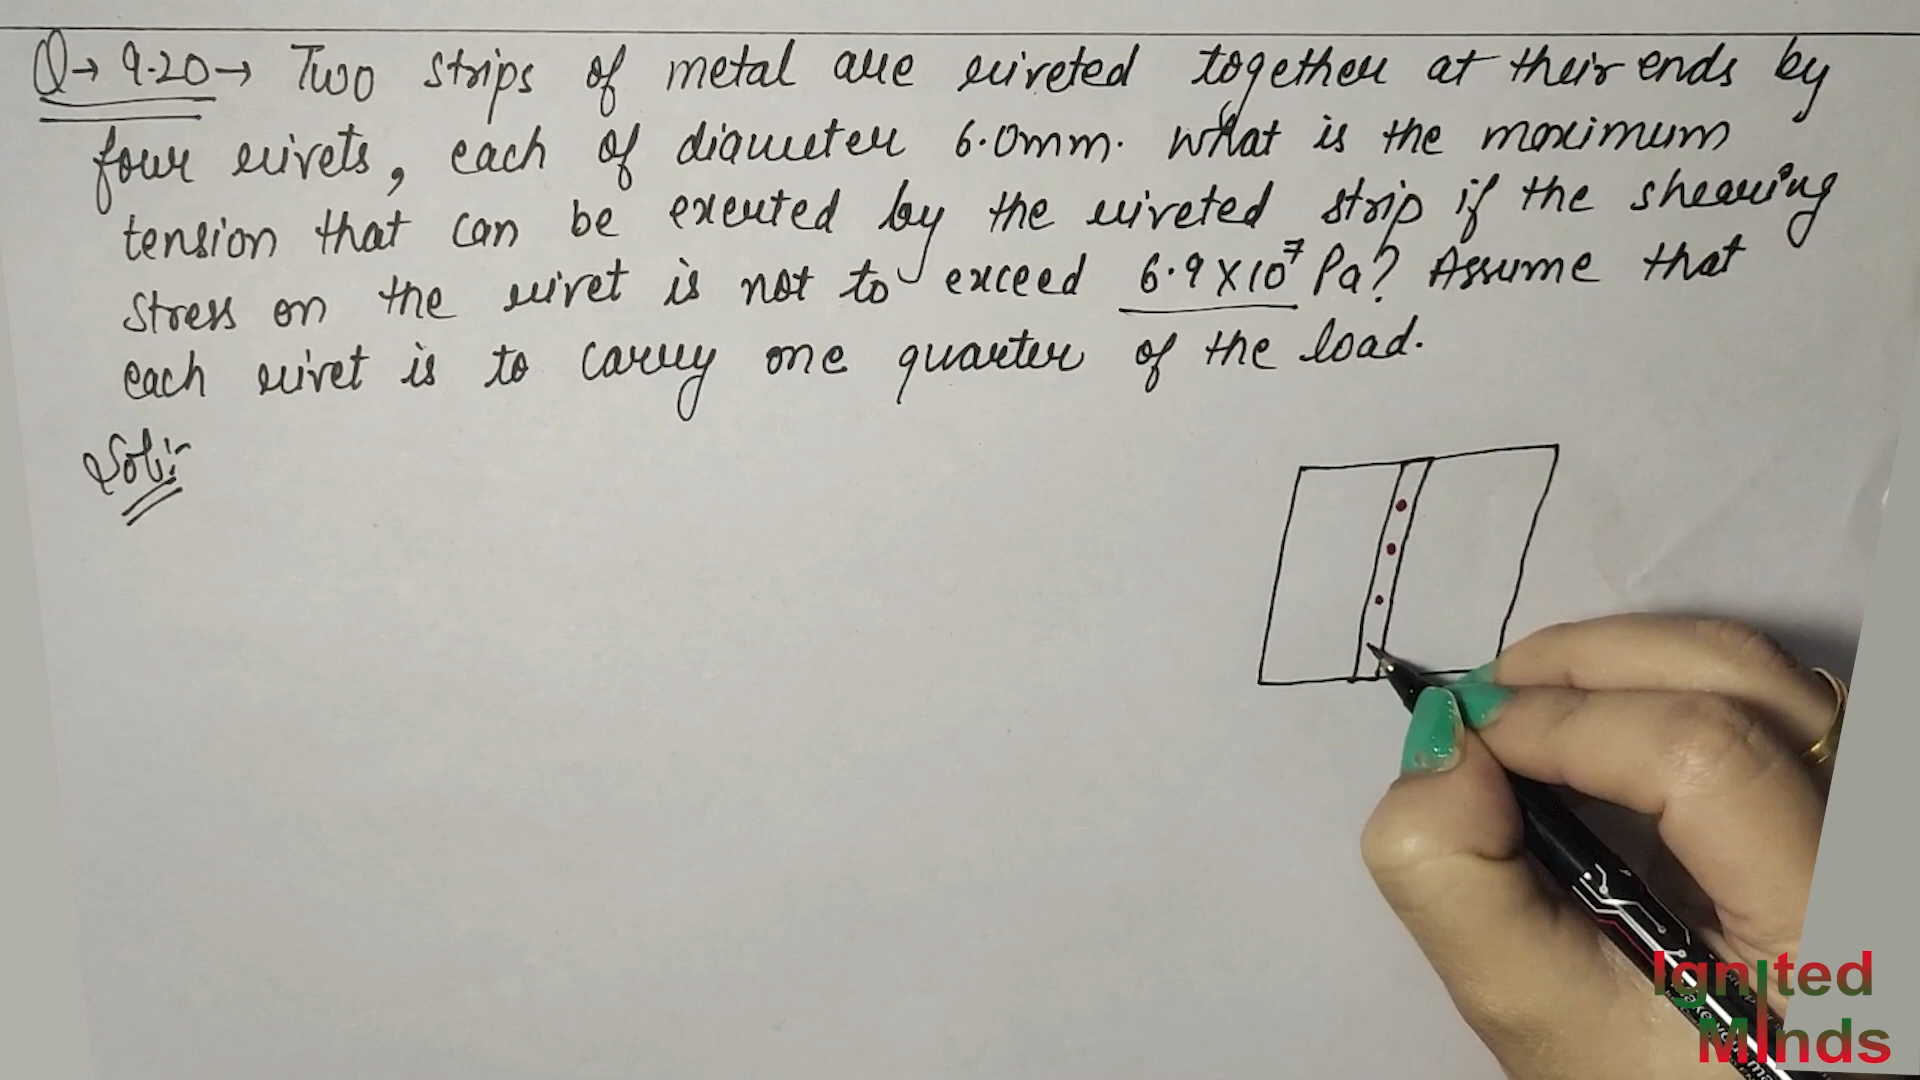 Q→ 9.20→ Two strips of metal are riveted together at their ends by
four rivets, each of diameter 6.0mm. What is the maximum
tension that can be exerted by the riveted strip if the shearing
stress on the rivet is not to exceed 6.9 X 10⁷ Pa? Assume that
each rivet is to carry one quarter of the load.
Sol:-
Ignited
Minds